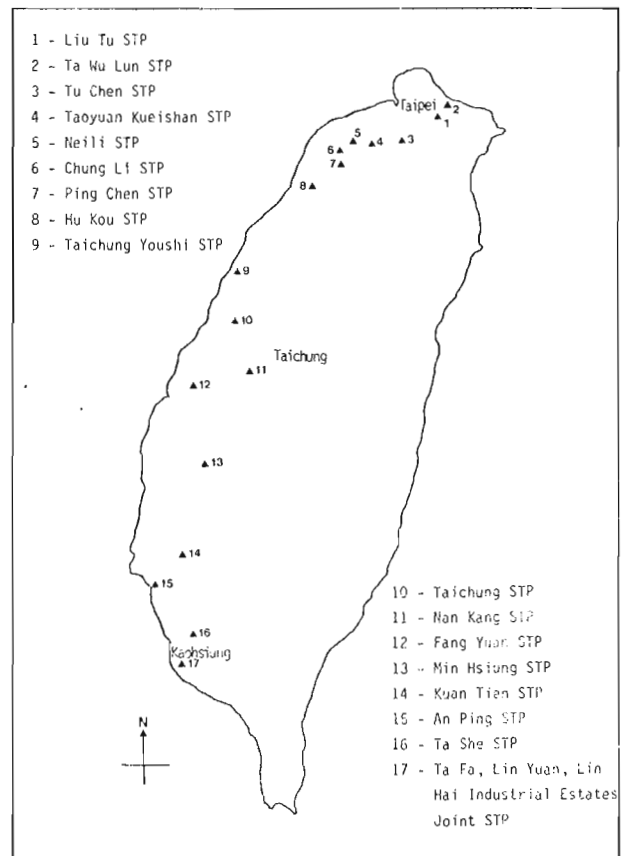 1 - Liu Tu STP
2 - Ta Wu Lun STP
3 - Tu Chen STP
4 - Taoyuan Kueishan STP
5 - Neili STP
6 - Chung Li STP
7 - Ping Chen STP
8 - Hu Kou STP
9 - Taichung Youshi STP
Taipei
2
1
3
4
5
6
7
8
9
10
Taichung
11
12
13
14
15
16
Kaohsiung
17
N
10 - Taichung STP
11 - Nan Kang STP
12 - Fang Yuan STP
13 - Min Hsiung STP
14 - Kuan Tien STP
15 - An Ping STP
16 - Ta She STP
17 - Ta Fa, Lin Yuan, Lin
Hai Industrial Estates
Joint STP